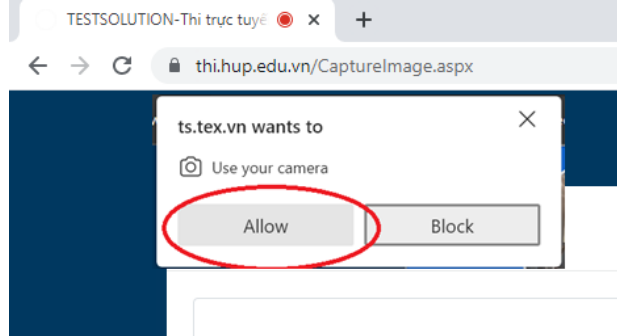 TESTSOLUTION-Thi trực tuyế
thi.hup.edu.vn/CaptureImage.aspx
ts.tex.vn wants to
Use your camera
Allow
Block